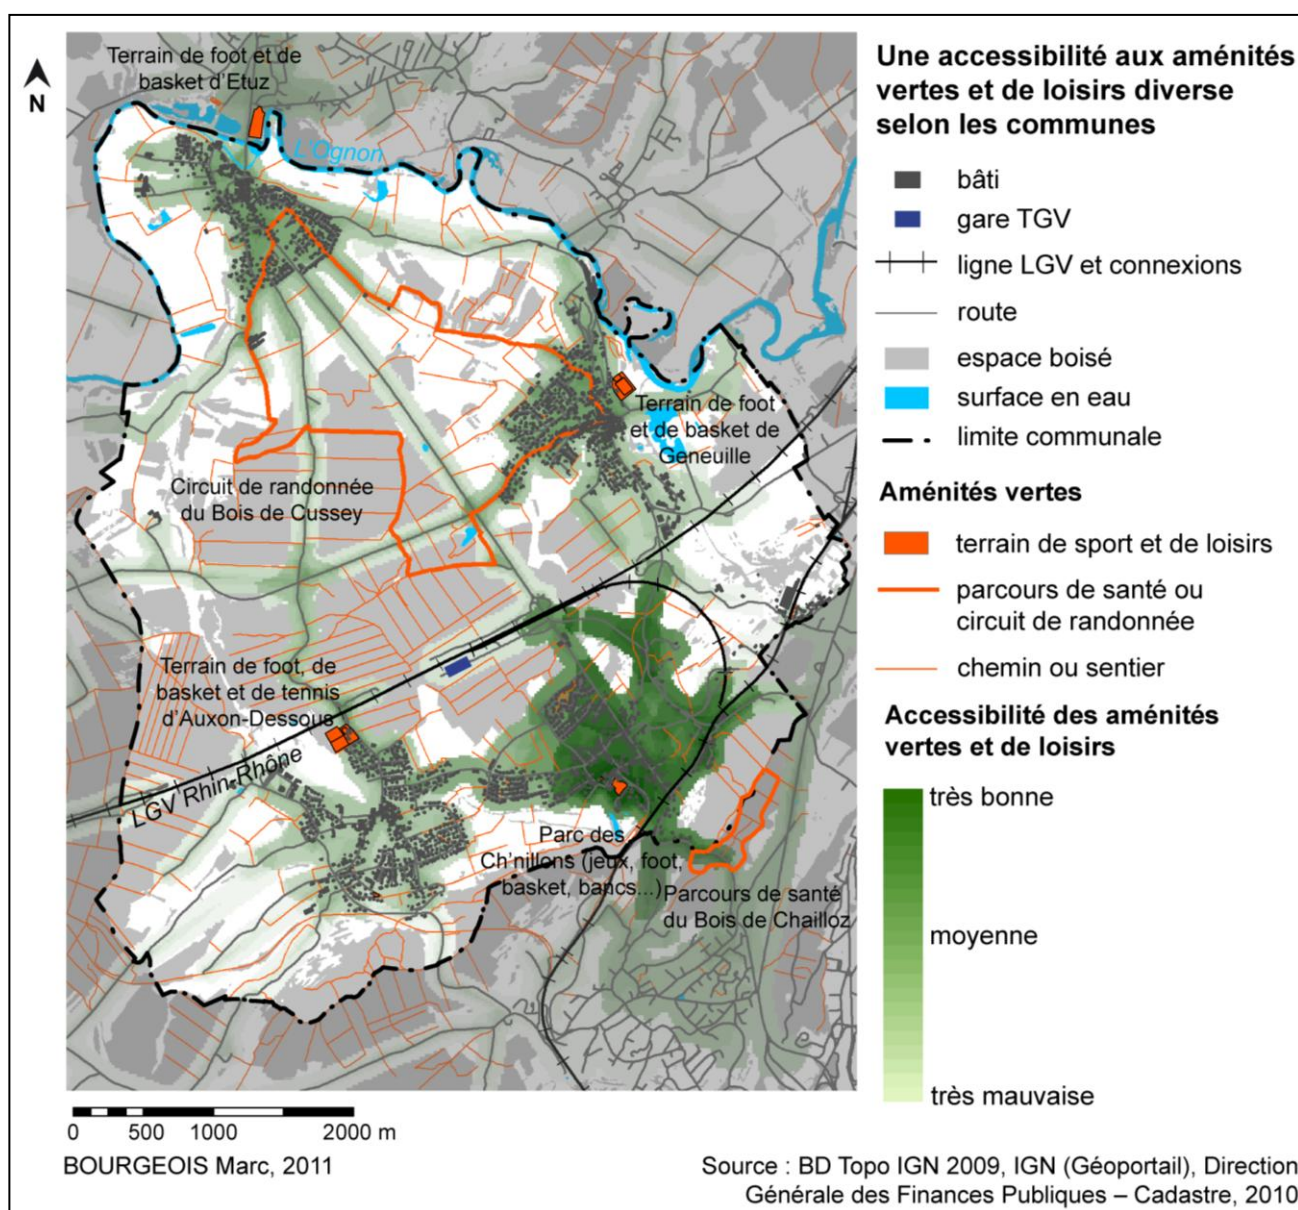 Terrain de foot et de
basket d'Etuz
N
L'Ognon
Terrain de foot
et de basket de
Geneuille
Circuit de randonnée
du Bois de Cussey
Terrain de foot, de
basket et de tennis
d'Auxon-Dessous
LGV Rhin-Rhône
Parc des
Ch'nillons (jeux, foot,
basket, bancs...)
Parcours de santé
du Bois de Chailloz
Une accessibilité aux aménités
vertes et de loisirs diverse
selon les communes
bâti
gare TGV
ligne LGV et connexions
route
espace boisé
surface en eau
limite communale
Aménités vertes
terrain de sport et de loisirs
parcours de santé ou
circuit de randonnée
chemin ou sentier
Accessibilité des aménités
vertes et de loisirs
très bonne
moyenne
très mauvaise
0 500 1000 2000 m
BOURGEOIS Marc, 2011
Source : BD Topo IGN 2009, IGN (Géoportail), Direction
Générale des Finances Publiques – Cadastre, 2010